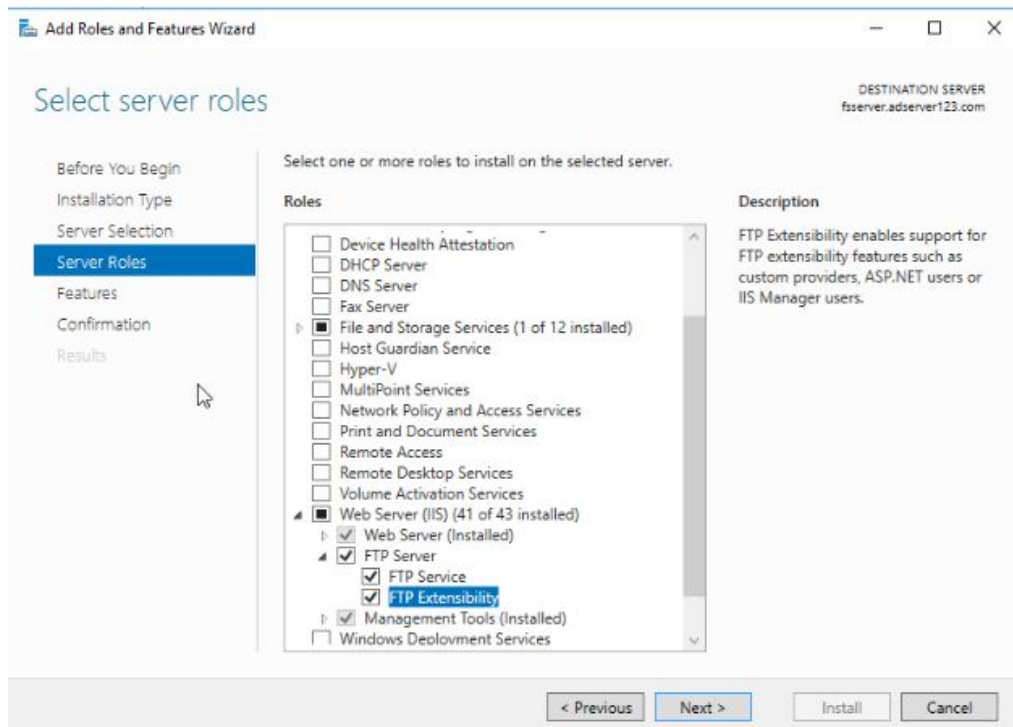 Add Roles and Features Wizard
Select server roles
DESTINATION SERVER
fsserver.adserver123.com
Before You Begin
Installation Type
Server Selection
Server Roles
Features
Confirmation
Results
Select one or more roles to install on the selected server.
Roles
Device Health Attestation
DHCP Server
DNS Server
Fax Server
File and Storage Services (1 of 12 installed)
Host Guardian Service
Hyper-V
MultiPoint Services
Network Policy and Access Services
Print and Document Services
Remote Access
Remote Desktop Services
Volume Activation Services
Web Server (IIS) (41 of 43 installed)
Web Server (Installed)
FTP Server
FTP Service
FTP Extensibility
Management Tools (Installed)
Windows Deployment Services
Description
FTP Extensibility enables support for
FTP extensibility features such as
custom providers, ASP.NET users or
IIS Manager users.
< Previous
Next >
Install
Cancel